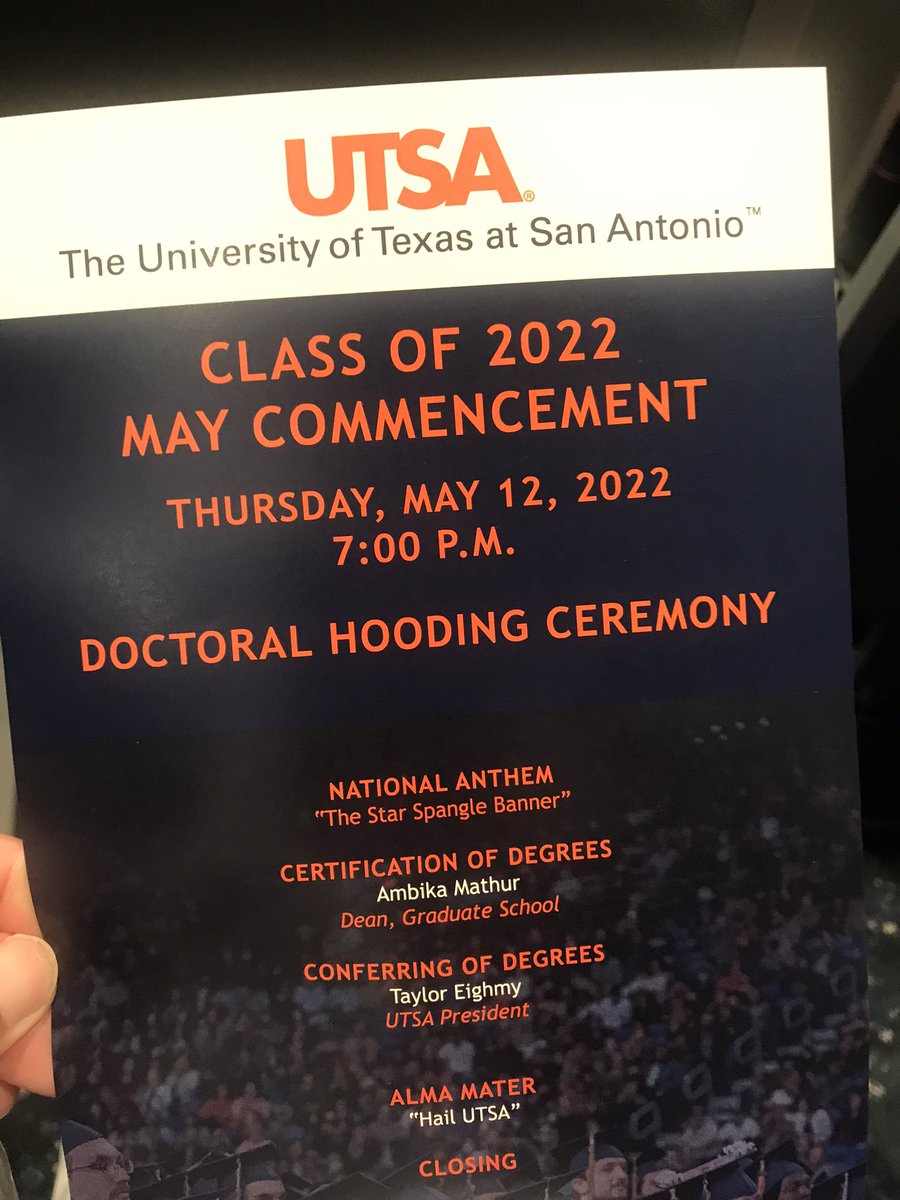 UTSA®
The University of Texas at San Antonio™
CLASS OF 2022
MAY COMMENCEMENT
THURSDAY, MAY 12, 2022
7:00 P.M.
DOCTORAL HOODING CEREMONY
NATIONAL ANTHEM
“The Star Spangle Banner”
CERTIFICATION OF DEGREES
Ambika Mathur
Dean, Graduate School
CONFERRING OF DEGREES
Taylor Eighmy
UTSA President
ALMA MATER
“Hail UTSA”
CLOSING